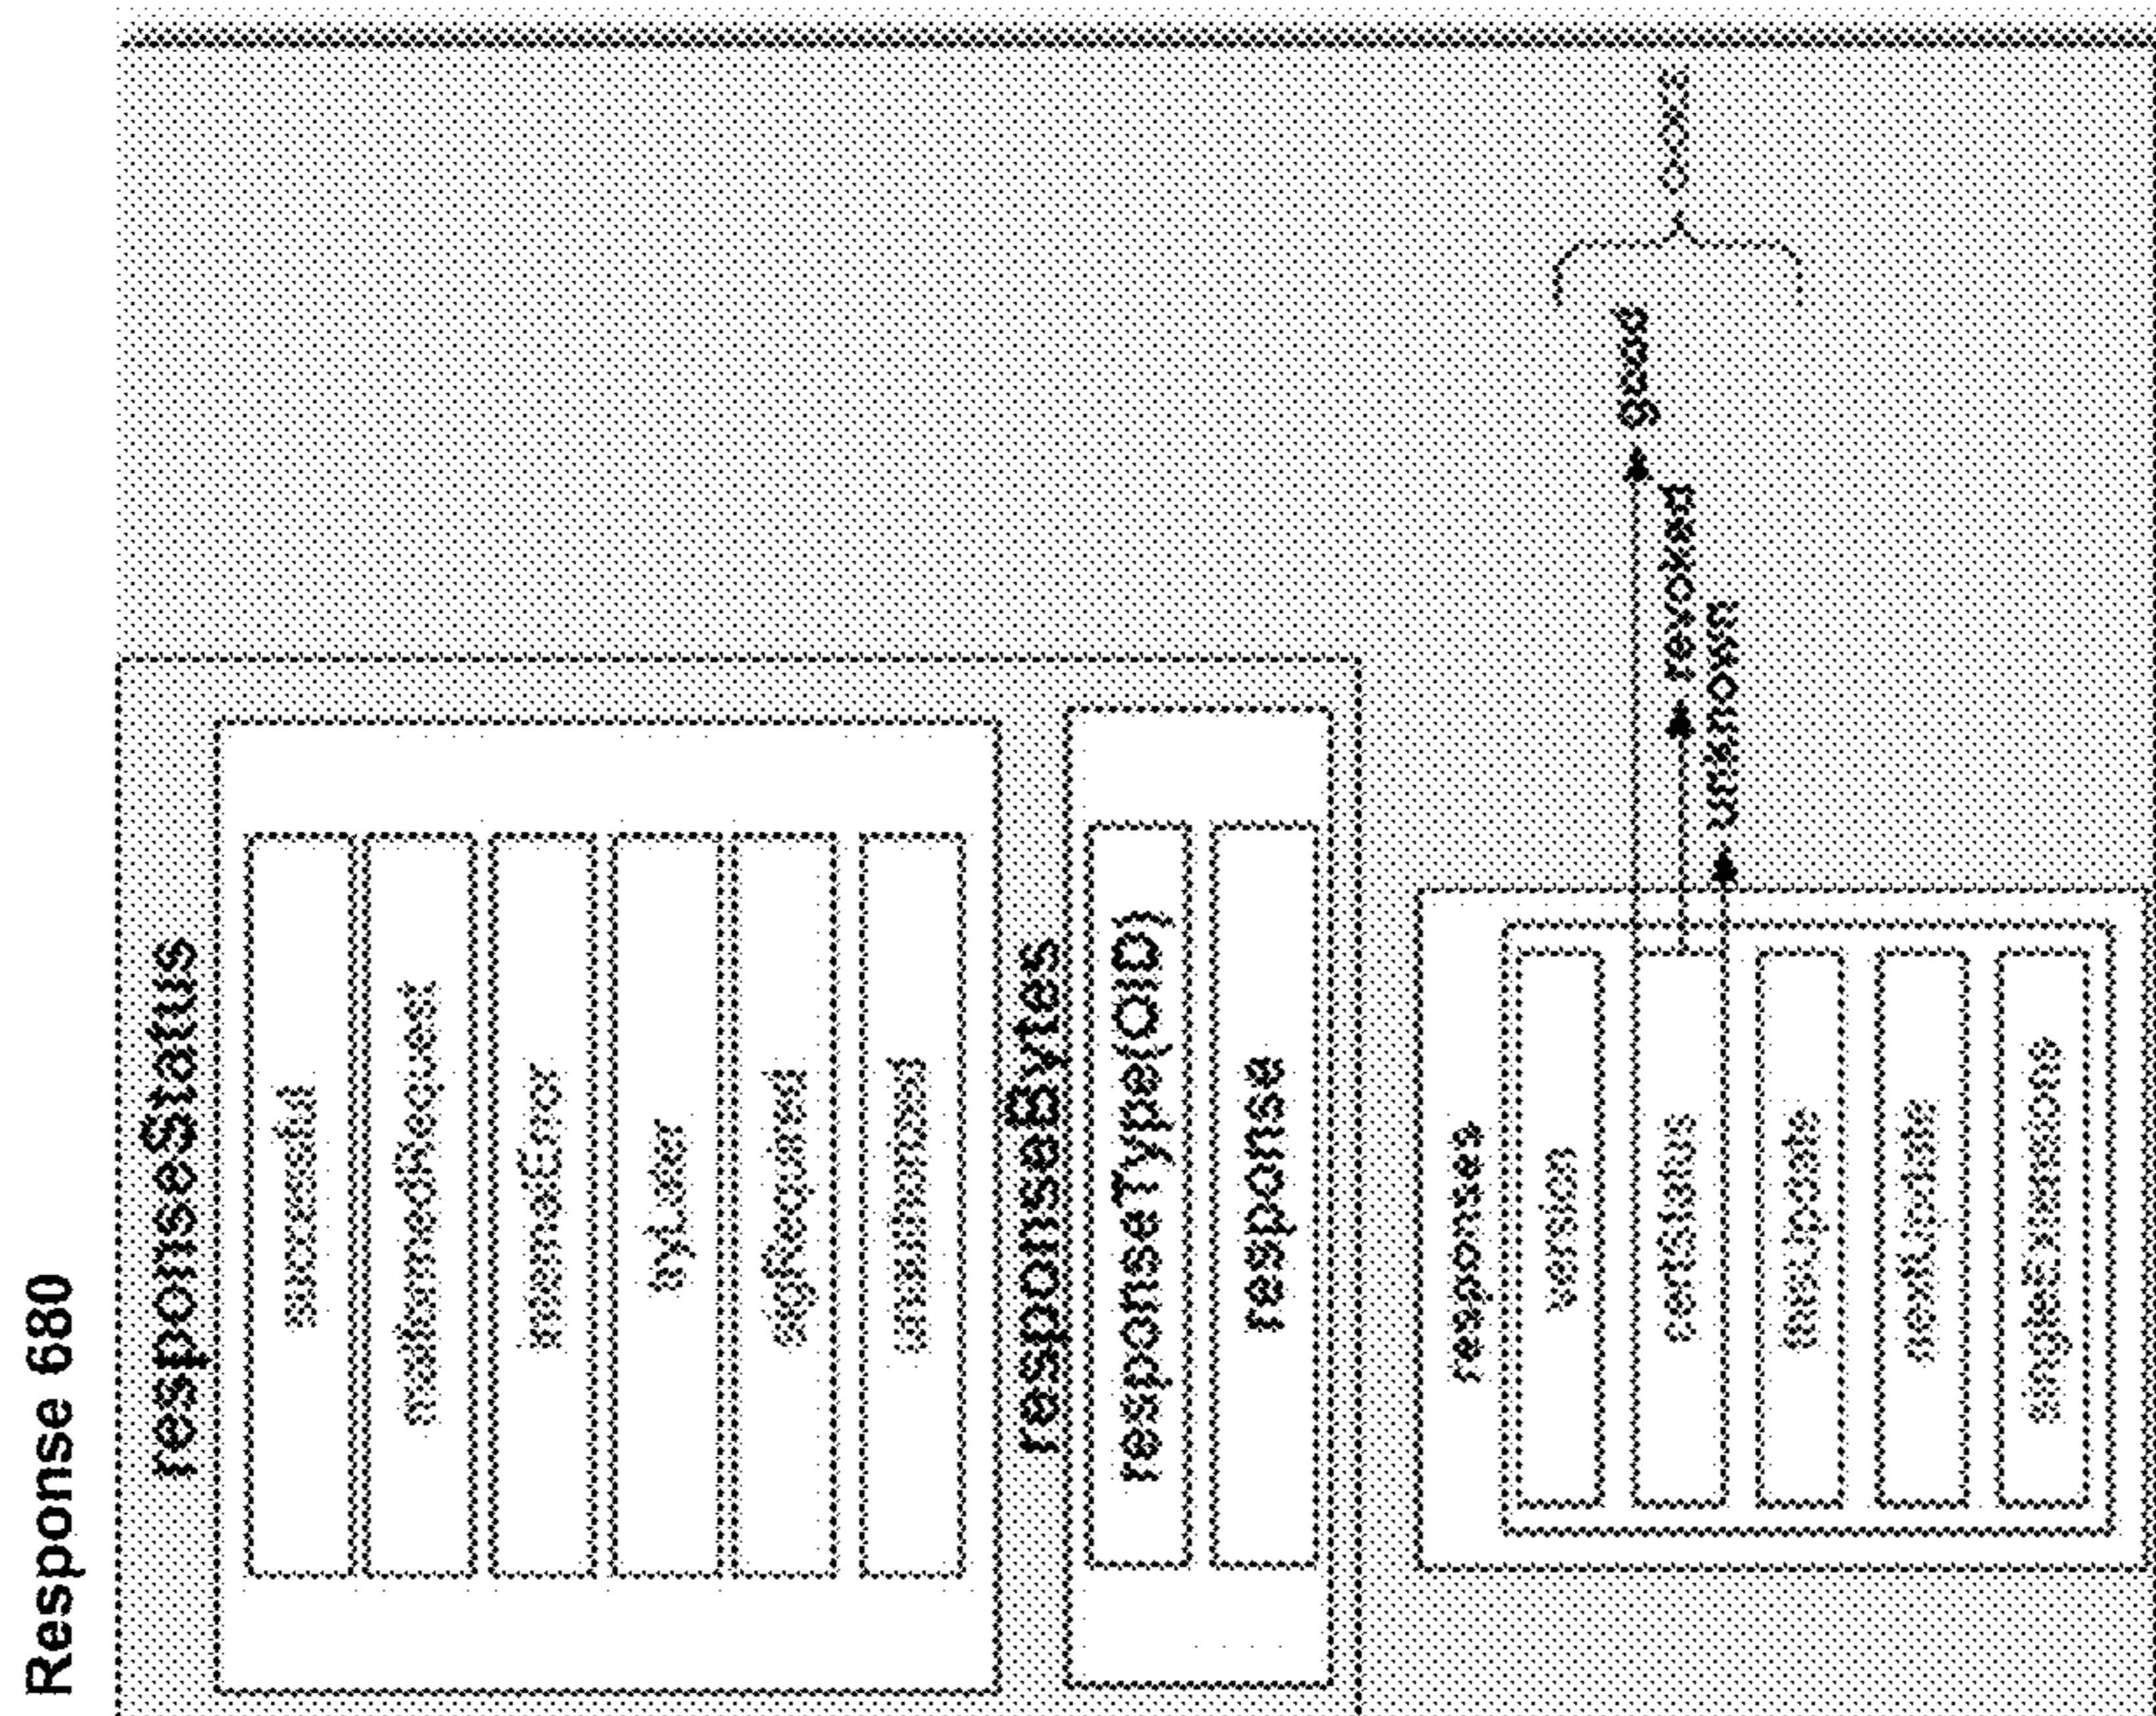 Response 680
responseStatus
successful
malformedRequest
internalError
tryLater
sigRequired
unauthorized
responseBytes
responseType(OID)
response
responses
version
certStatus
good
revoked
unknown
thisUpdate
nextUpdate
singleExtensions